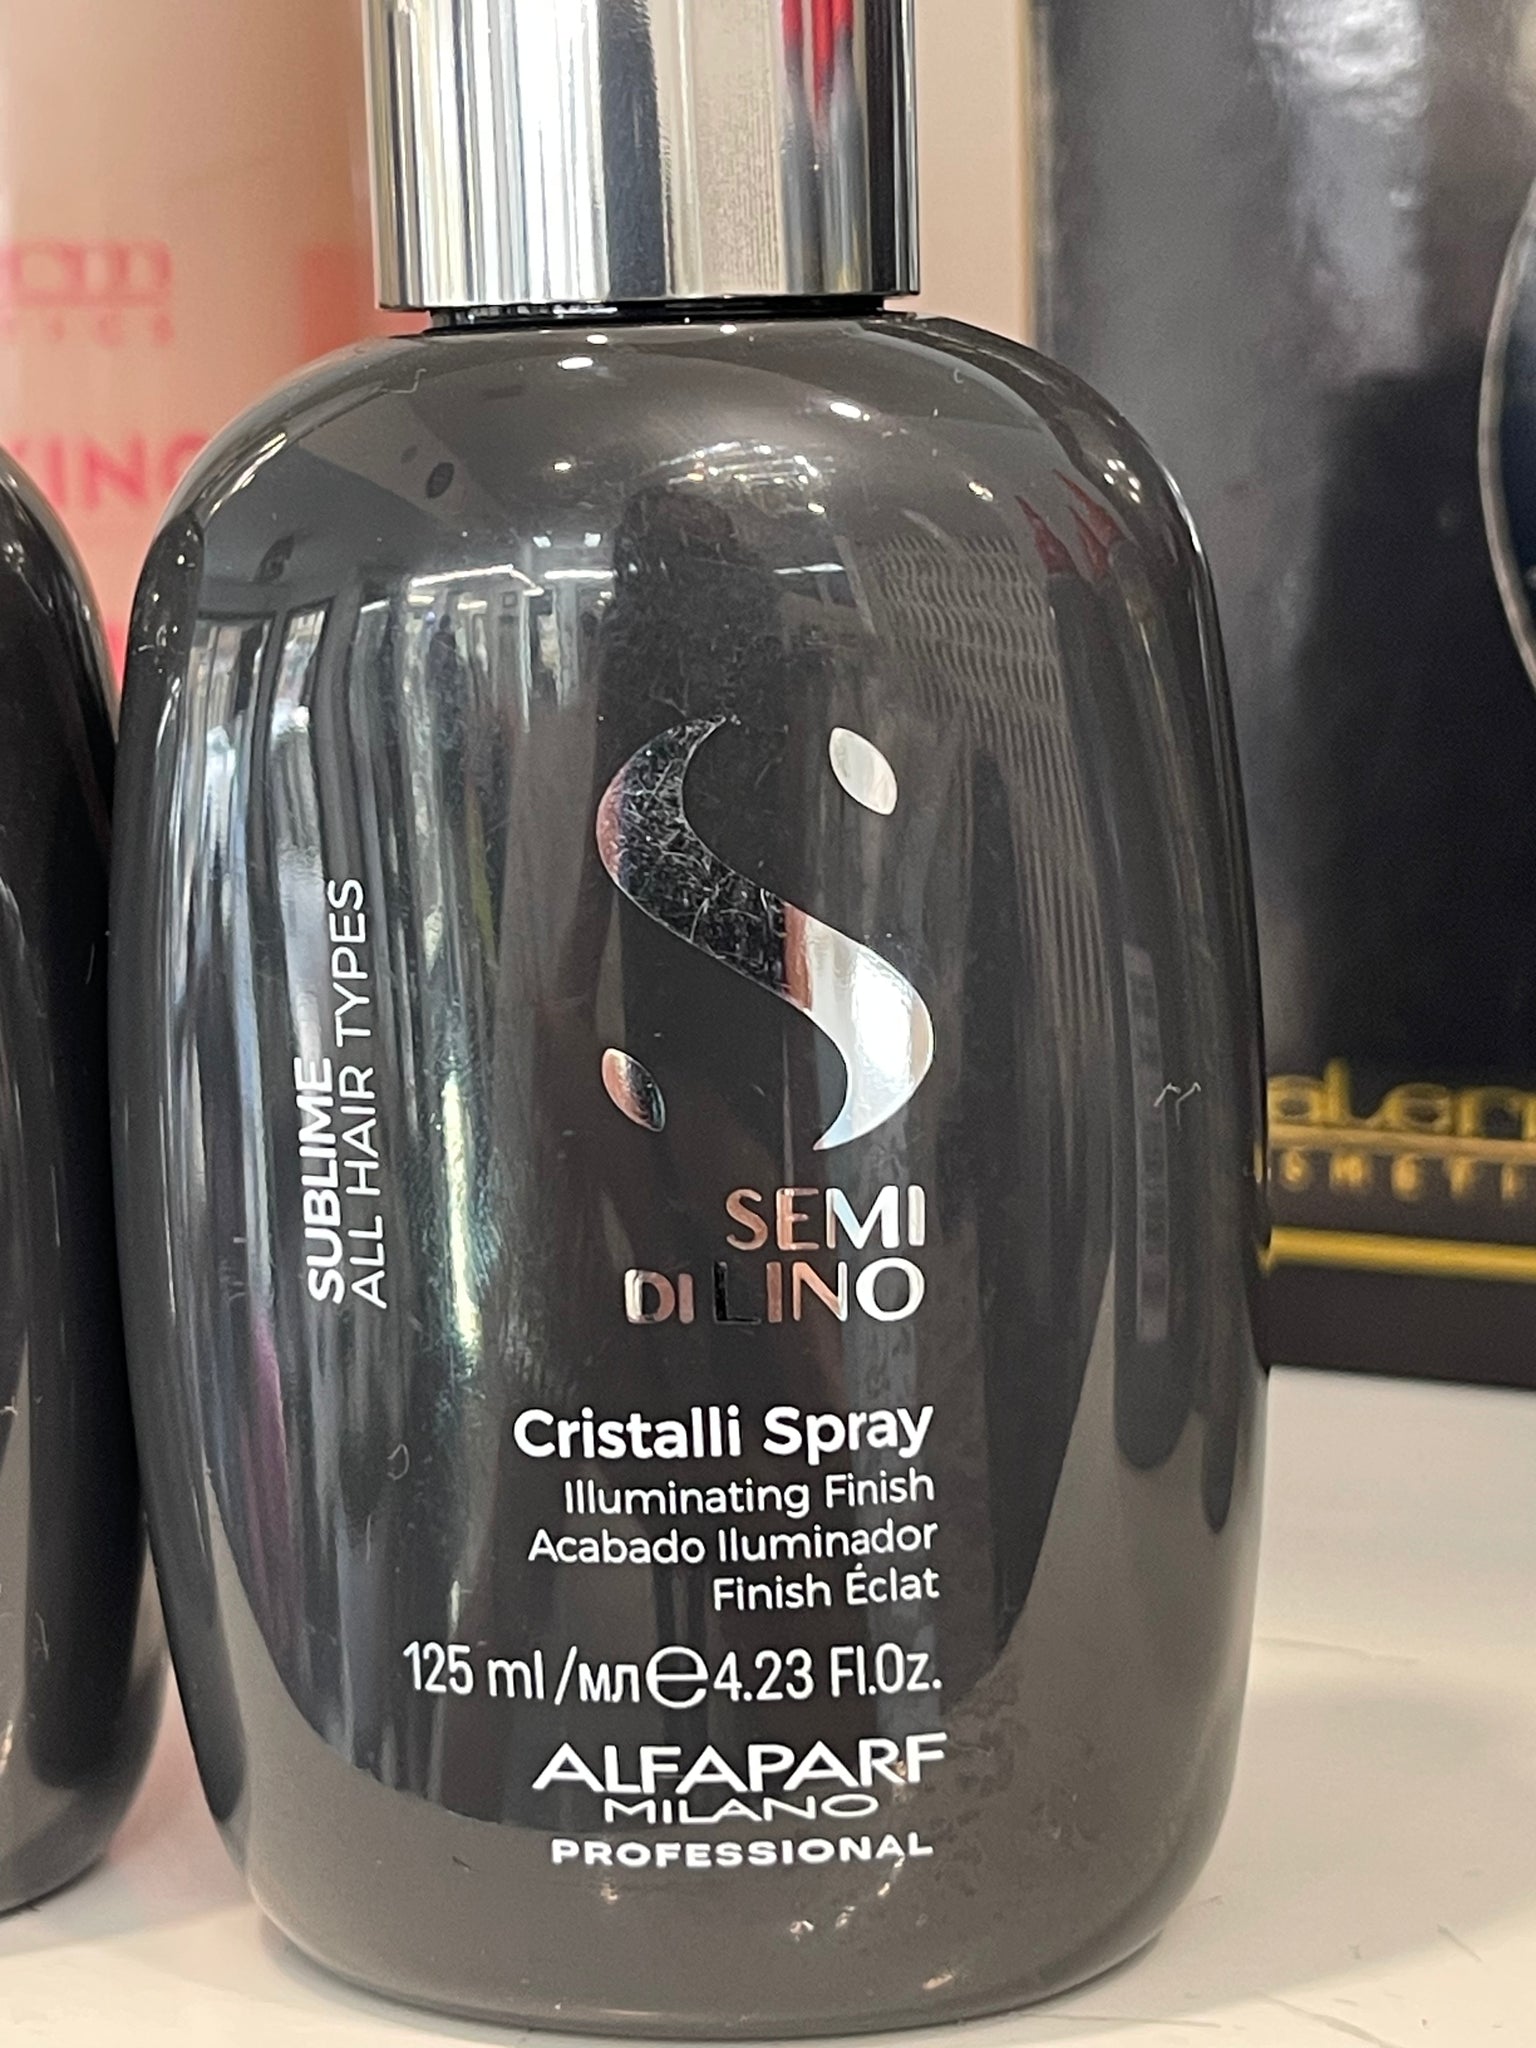 SUBLIME
ALL HAIR TYPES
SEMI
DI LINO
Cristalli Spray
Illuminating Finish
Acabado Iluminador
Finish Éclat
125 ml /мл℮4.23 Fl.Oz.
ALFAPARF
MILANO
PROFESSIONAL